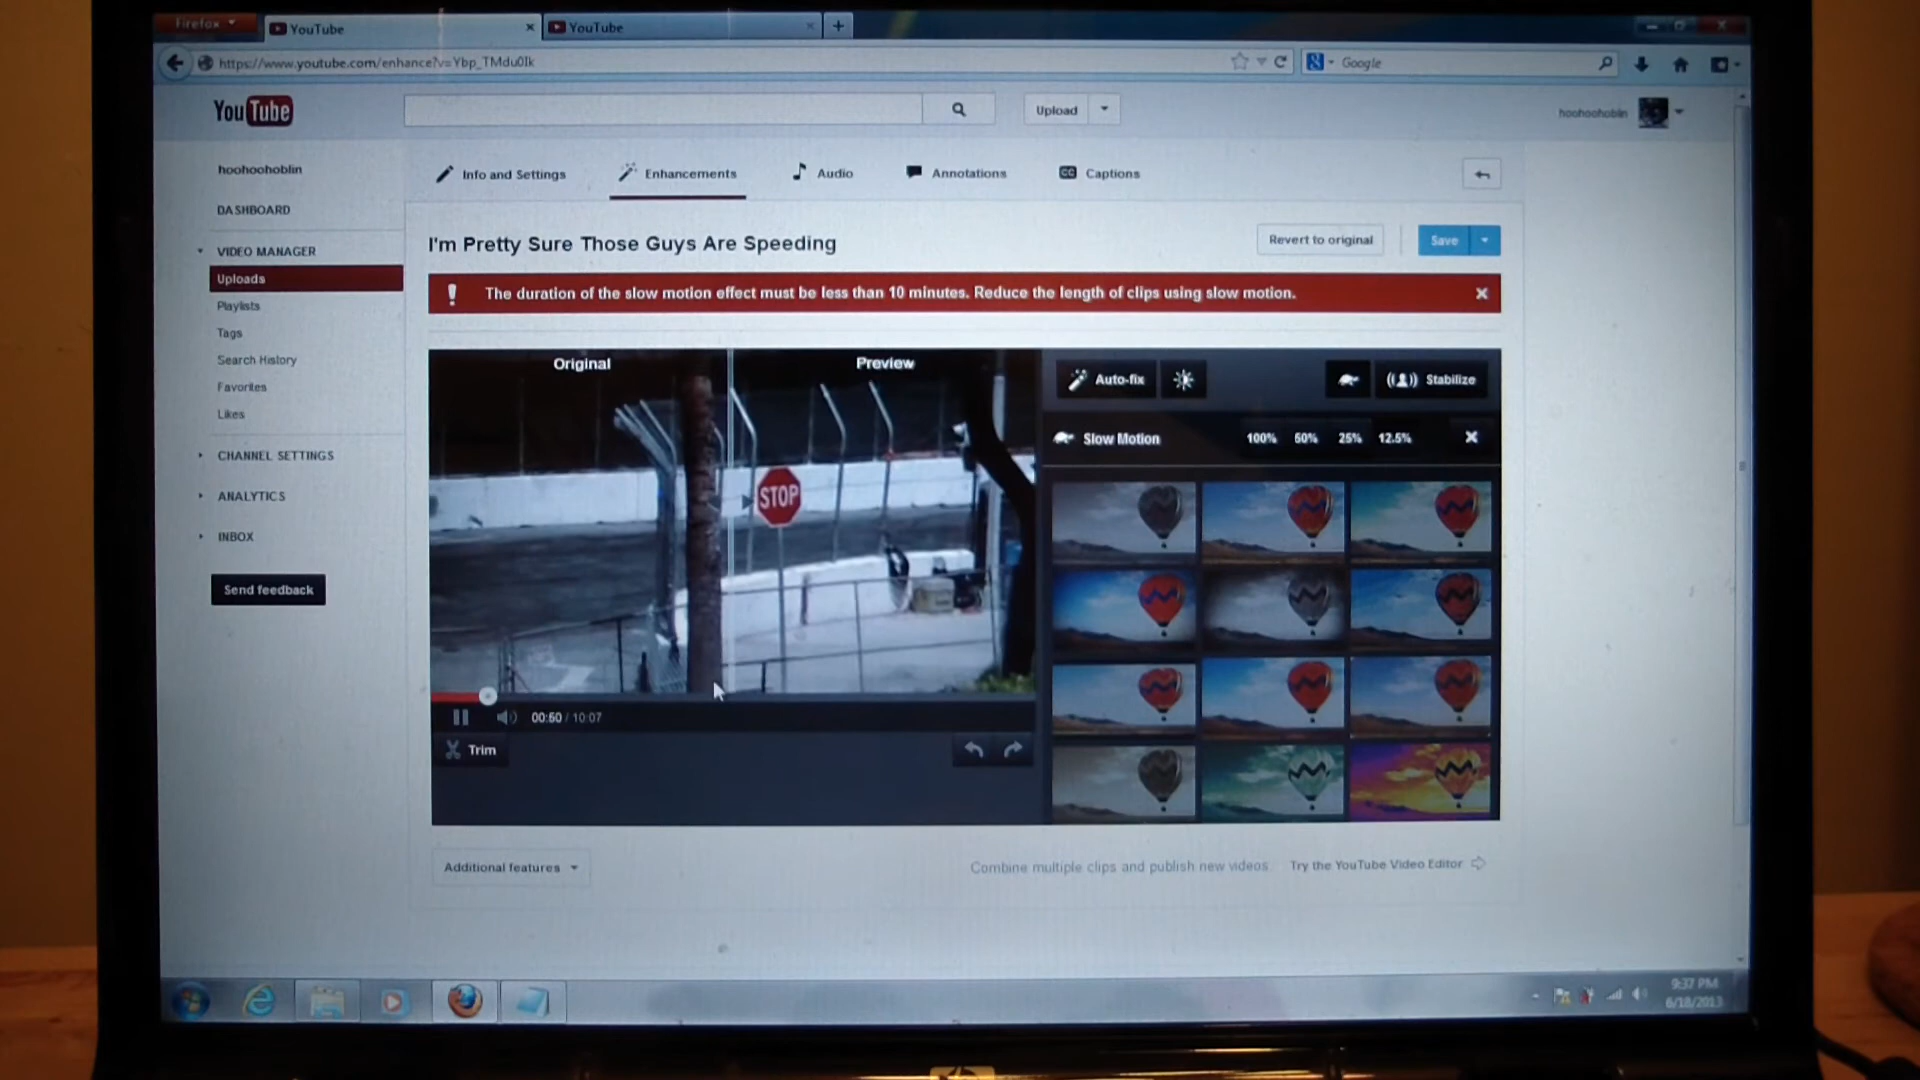 Firefox
YouTube
YouTube
https://www.youtube.com/enhance?v=Ybp_TMdu0Ik
Google
YouTube
Upload
hoohoohoblin
hoohoohoblin
Info and Settings
Enhancements
Audio
Annotations
CC Captions
DASHBOARD
VIDEO MANAGER
Uploads
Playlists
Tags
Search History
Favorites
Likes
CHANNEL SETTINGS
ANALYTICS
INBOX
Send feedback
I'm Pretty Sure Those Guys Are Speeding
Revert to original
Save
! The duration of the slow motion effect must be less than 10 minutes. Reduce the length of clips using slow motion.
Original
Preview
STOP
Auto-fix
Stabilize
Slow Motion
100% 50% 25% 12.5%
00:50 / 10:07
Trim
Additional features
Combine multiple clips and publish new videos. Try the YouTube Video Editor
9:37 PM
6/18/2013